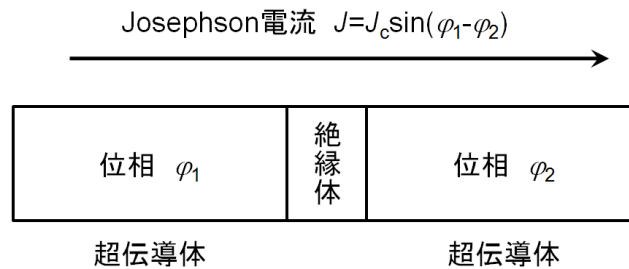 Josephson電流 J=Jcsin(φ1-φ2)
位相 φ1
絶縁体
位相 φ2
超伝導体
超伝導体